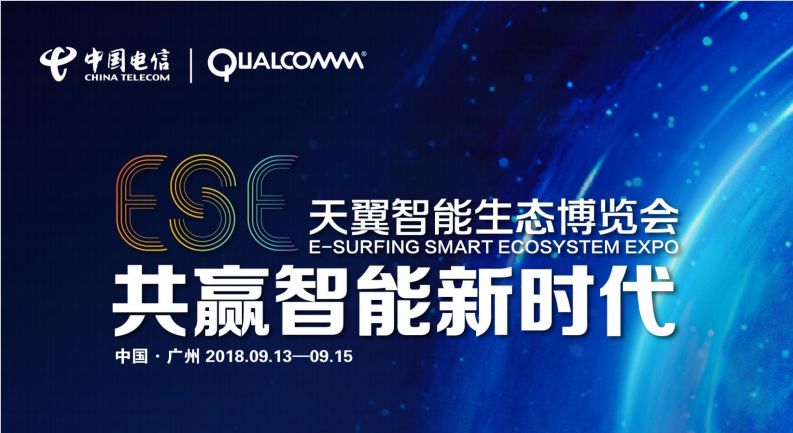 中国电信
CHINA TELECOM
QUALCOMM®
ESE
天翼智能生态博览会
E-SURFING SMART ECOSYSTEM EXPO
共赢智能新时代
中国·广州 2018.09.13—09.15